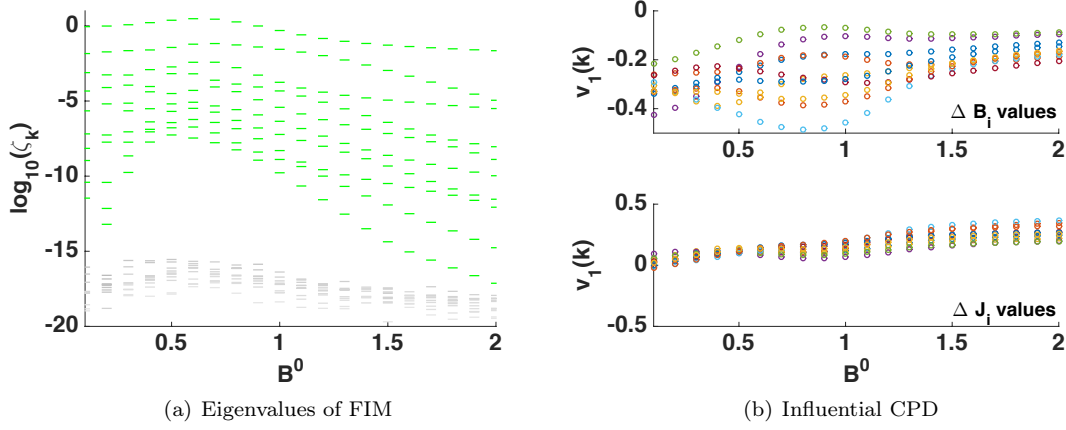 0
-5
-10
-15
-20
log10(ζk)
0.5
1
1.5
2
B0
(a) Eigenvalues of FIM
0
-0.2
-0.4
v1(k)
Δ Bi values
0.5
1
1.5
2
0.5
0
-0.5
v1(k)
Δ Ji values
0.5
1
1.5
2
B0
(b) Influential CPD